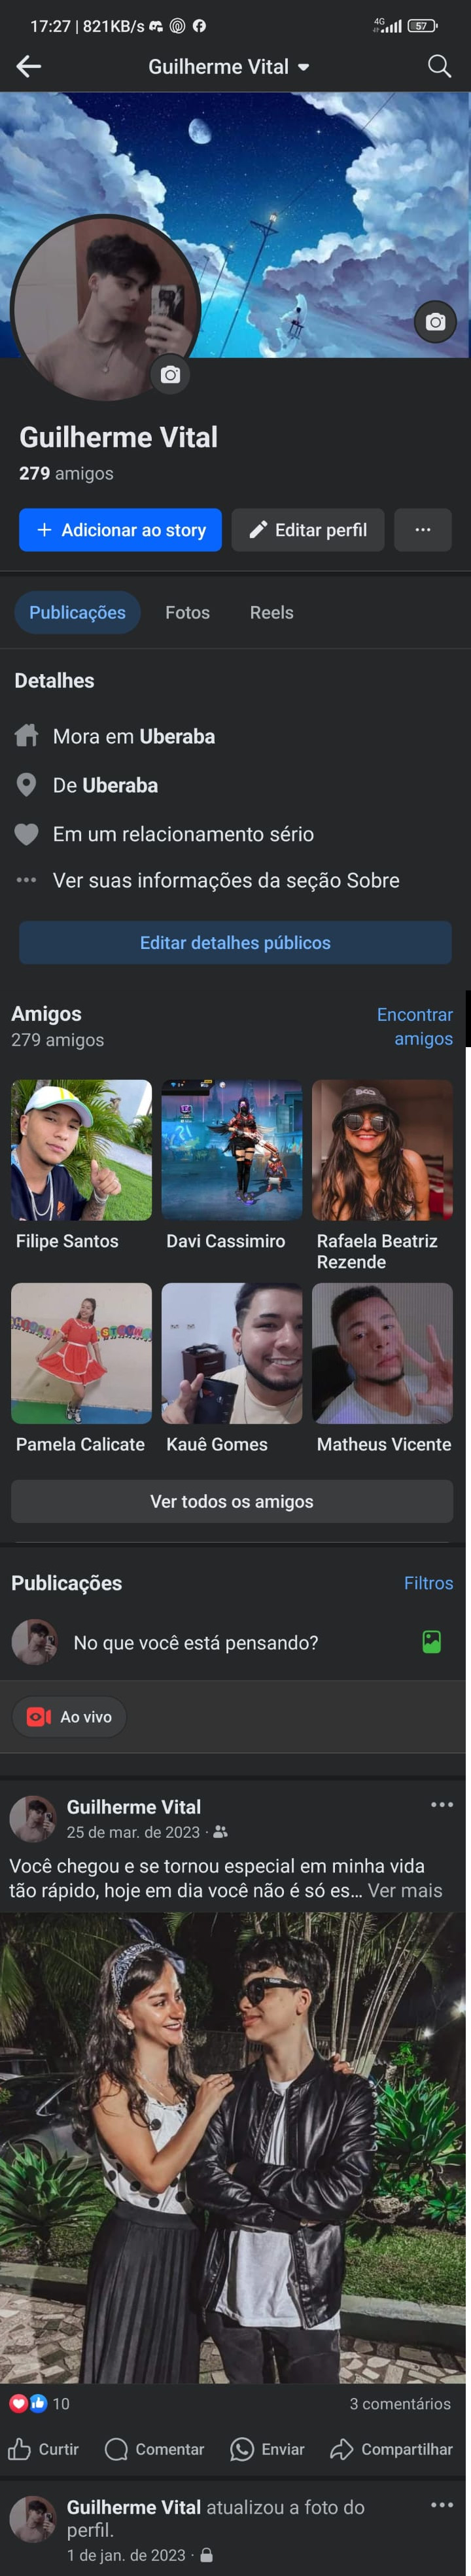 17:27 | 821KB/s
4G
57
Guilherme Vital
Guilherme Vital
279 amigos
Adicionar ao story
Editar perfil
Publicações
Fotos
Reels
Detalhes
Mora em Uberaba
De Uberaba
Em um relacionamento sério
Ver suas informações da seção Sobre
Editar detalhes públicos
Amigos
279 amigos
Encontrar
amigos
Filipe Santos
Davi Cassimiro
Rafaela Beatriz
Rezende
Pamela Calicate
Kauê Gomes
Matheus Vicente
Ver todos os amigos
Publicações
Filtros
No que você está pensando?
Ao vivo
Guilherme Vital
25 de mar. de 2023 ·
Você chegou e se tornou especial em minha vida
tão rápido, hoje em dia você não é só es... Ver mais
10
3 comentários
Curtir
Comentar
Enviar
Compartilhar
Guilherme Vital atualizou a foto do
perfil.
1 de jan. de 2023 ·